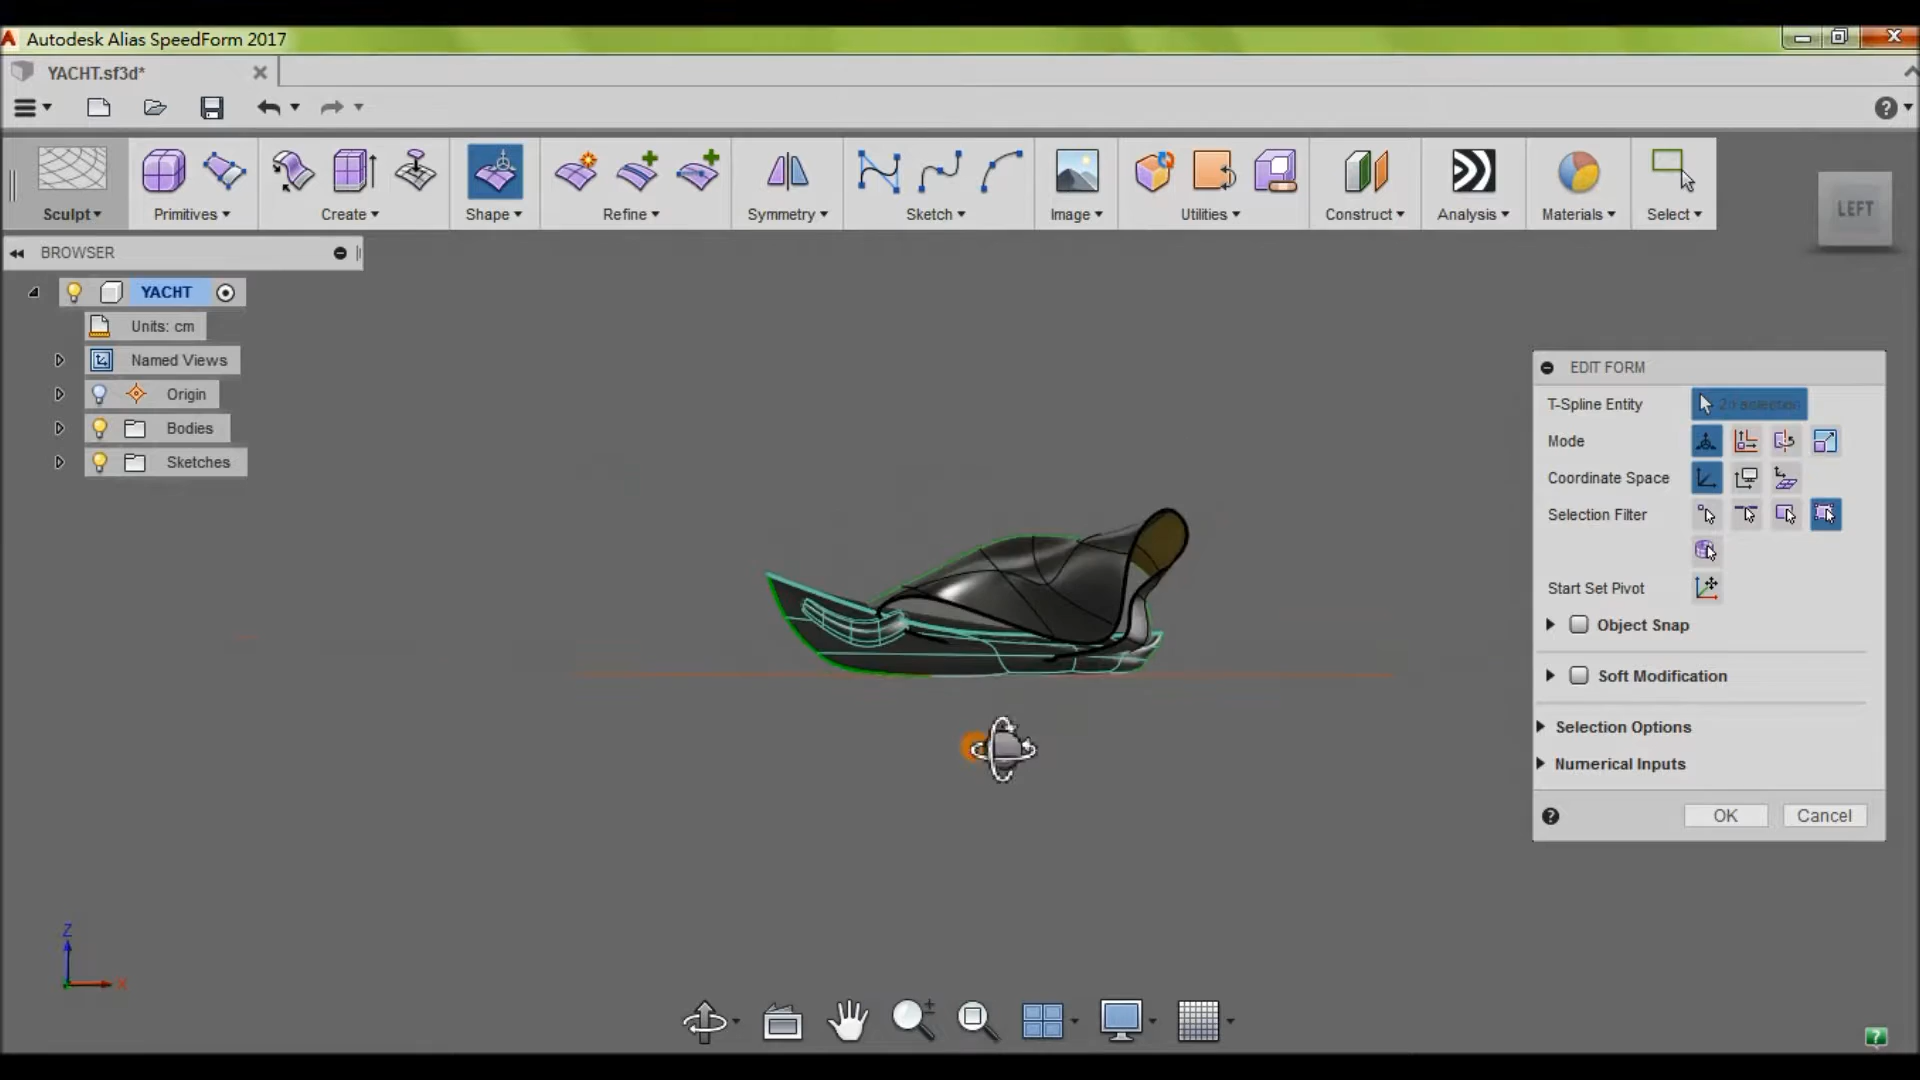 Autodesk Alias SpeedForm 2017
YACHT.sf3d*
Sculpt
Primitives
Create
Shape
Refine
Symmetry
Sketch
Image
Utilities
Construct
Analysis
Materials
Select
LEFT
BROWSER
YACHT
Units: cm
Named Views
Origin
Bodies
Sketches
EDIT FORM
T-Spline Entity
Mode
Coordinate Space
Selection Filter
Start Set Pivot
Object Snap
Soft Modification
Selection Options
Numerical Inputs
OK Cancel
Z
X